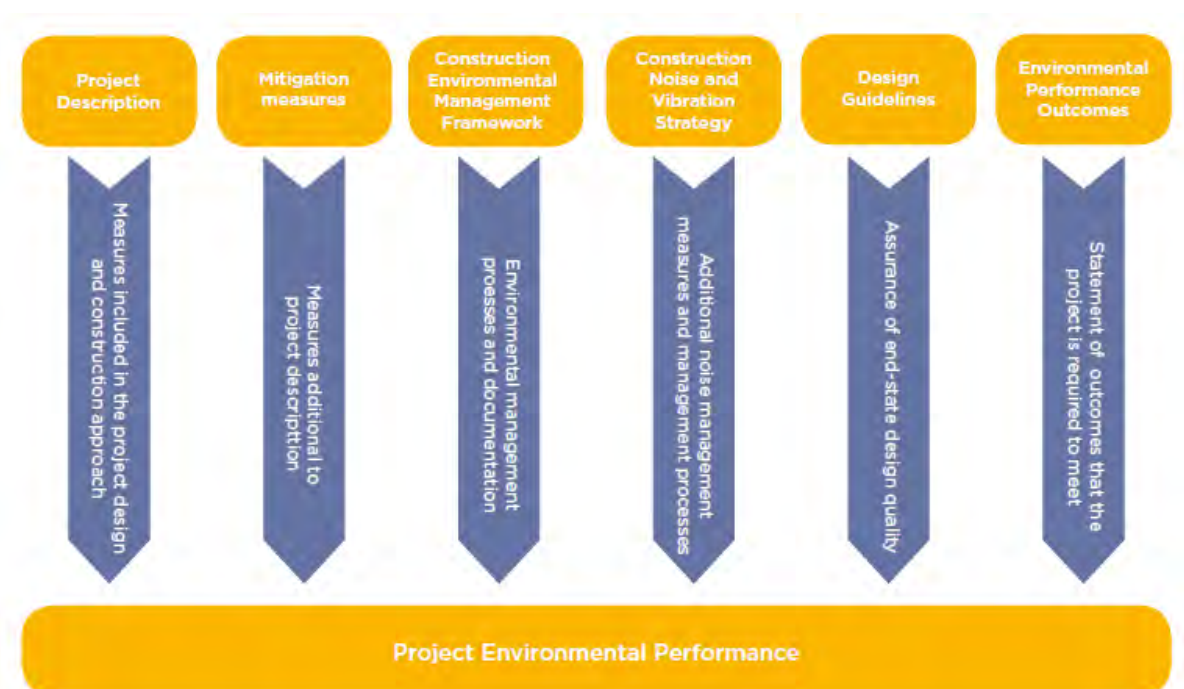 Project
Description
Mitigation
measures
Construction
Environmental
Management
Framework
Construction
Noise and
Vibration
Strategy
Design
Guidelines
Environmental
Performance
Outcomes
Measures included in the project design
and construction approach
Measures additional to
project descripttion
Environmental management
proesses and documentation
Additional noise management
measures and management processes
Assurance of end-state design quality
Statement of outcomes that the
project is required to meet
Project Environmental Performance